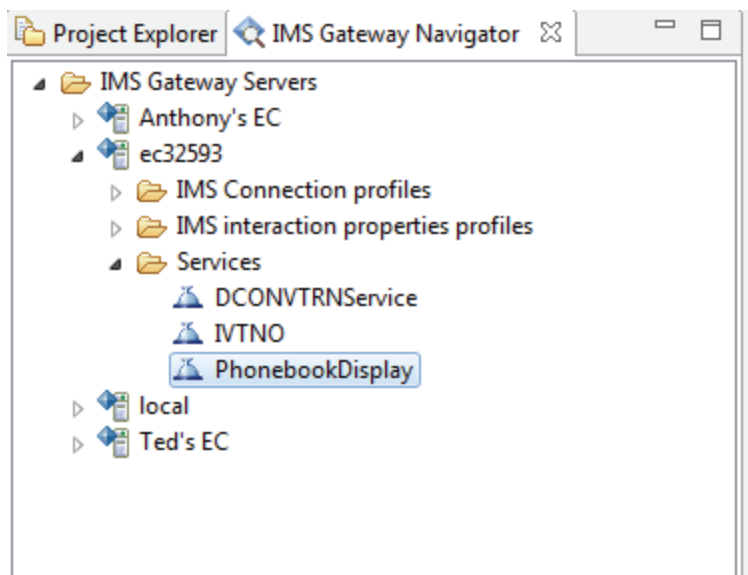 Project Explorer IMS Gateway Navigator
IMS Gateway Servers
Anthony's EC
ec32593
IMS Connection profiles
IMS interaction properties profiles
Services
DCONVTRNService
IVTNO
PhonebookDisplay
local
Ted's EC